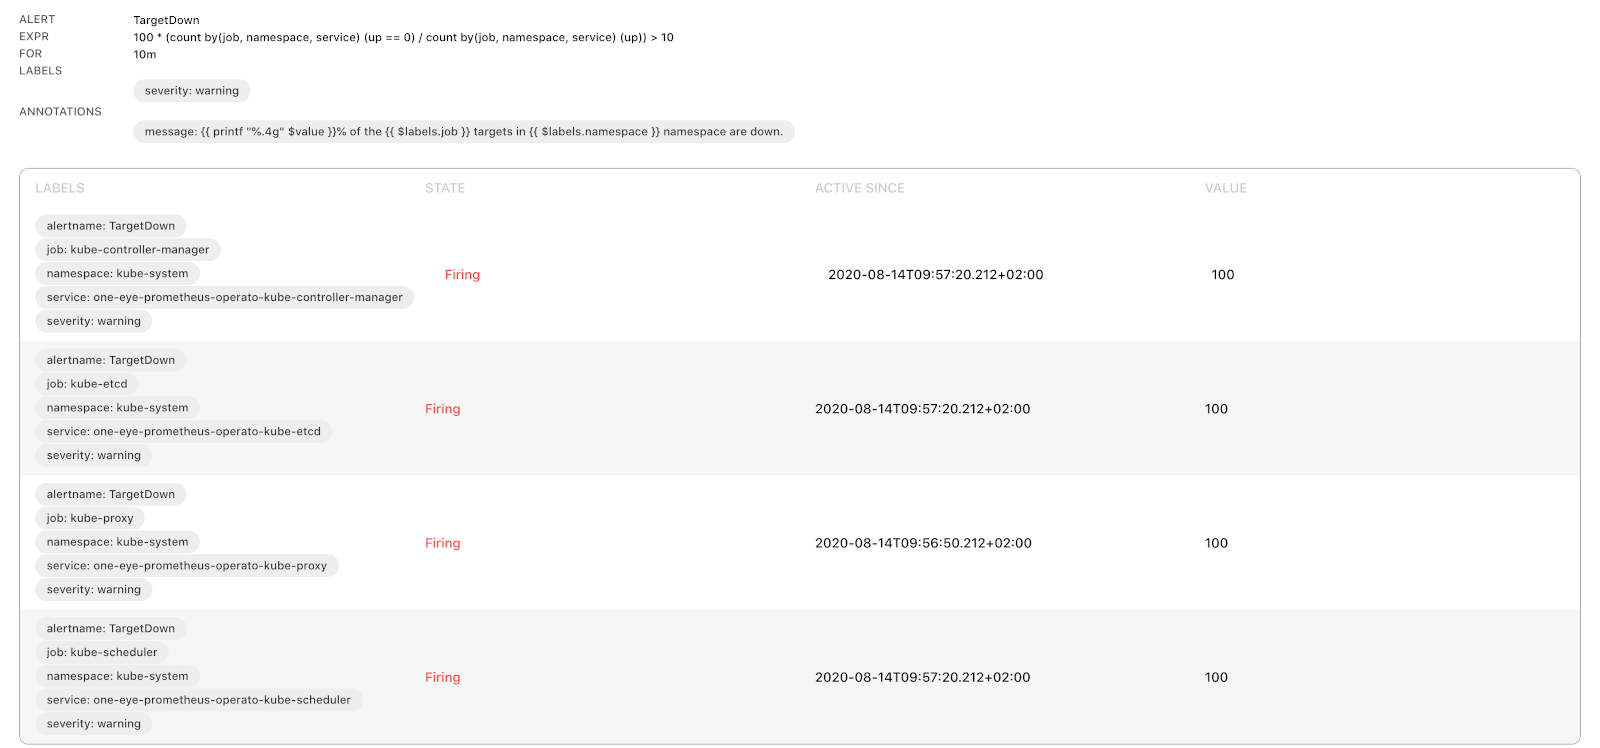 ALERT TargetDown
EXPR 100 * (count by(job, namespace, service) (up == 0) / count by(job, namespace, service) (up)) > 10
FOR 10m
LABELS
severity: warning
ANNOTATIONS
message: {{ printf "%.4g" $value }}% of the {{ $labels.job }} targets in {{ $labels.namespace }} namespace are down.
LABELS STATE ACTIVE SINCE VALUE
alertname: TargetDown
job: kube-controller-manager
namespace: kube-system Firing 2020-08-14T09:57:20.212+02:00 100
service: one-eye-prometheus-operato-kube-controller-manager
severity: warning
alertname: TargetDown
job: kube-etcd
namespace: kube-system Firing 2020-08-14T09:57:20.212+02:00 100
service: one-eye-prometheus-operato-kube-etcd
severity: warning
alertname: TargetDown
job: kube-proxy
namespace: kube-system Firing 2020-08-14T09:56:50.212+02:00 100
service: one-eye-prometheus-operato-kube-proxy
severity: warning
alertname: TargetDown
job: kube-scheduler
namespace: kube-system Firing 2020-08-14T09:57:20.212+02:00 100
service: one-eye-prometheus-operato-kube-scheduler
severity: warning